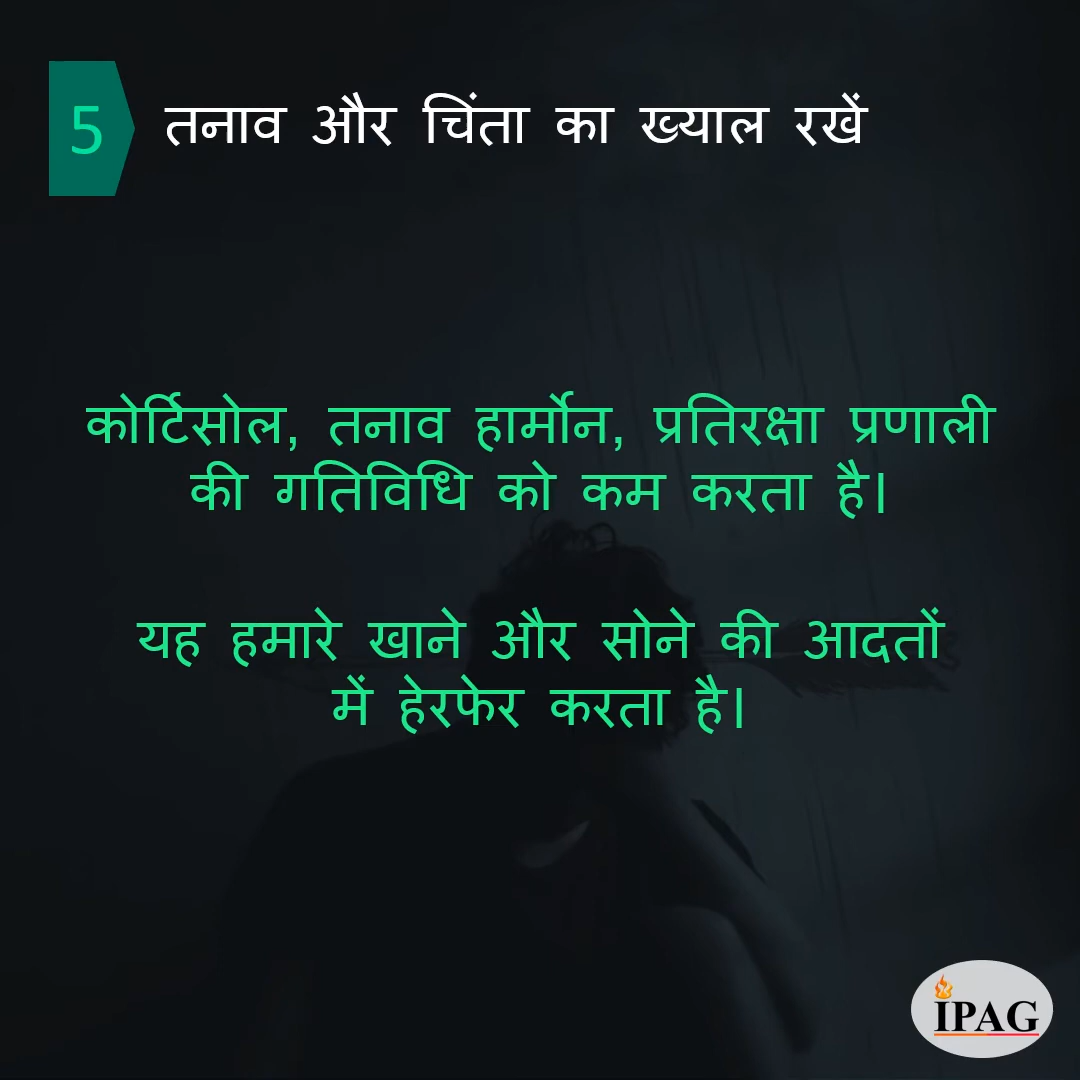 5
तनाव और चिंता का ख्याल रखें
कोर्टिसोल, तनाव हार्मोन, प्रतिरक्षा प्रणाली
की गतिविधि को कम करता है।
यह हमारे खाने और सोने की आदतों
में हेरफेर करता है।
IPAG